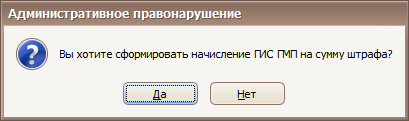 Административное правонарушение
Вы хотите сформировать начисление ГИС ГМП на сумму штрафа?
Да
Нет